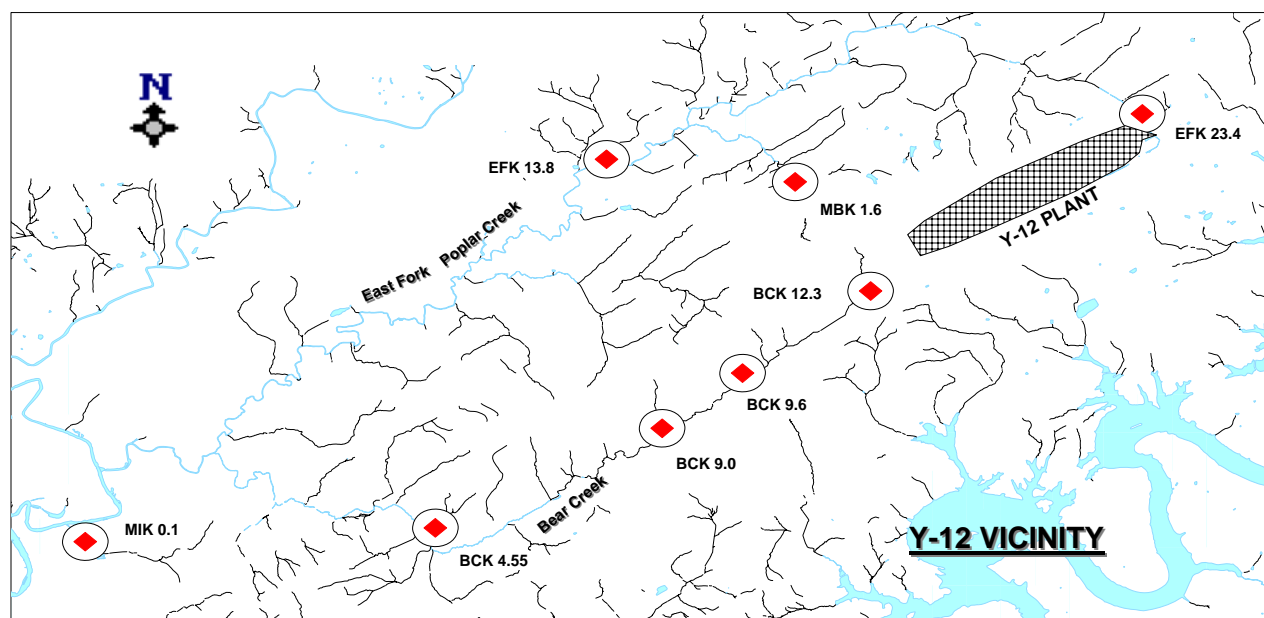 N
EFK 23.4
EFK 13.8
MBK 1.6
Y-12 PLANT
East Fork Poplar Creek
BCK 12.3
BCK 9.6
BCK 9.0
Bear Creek
MIK 0.1
BCK 4.55
Y-12 VICINITY